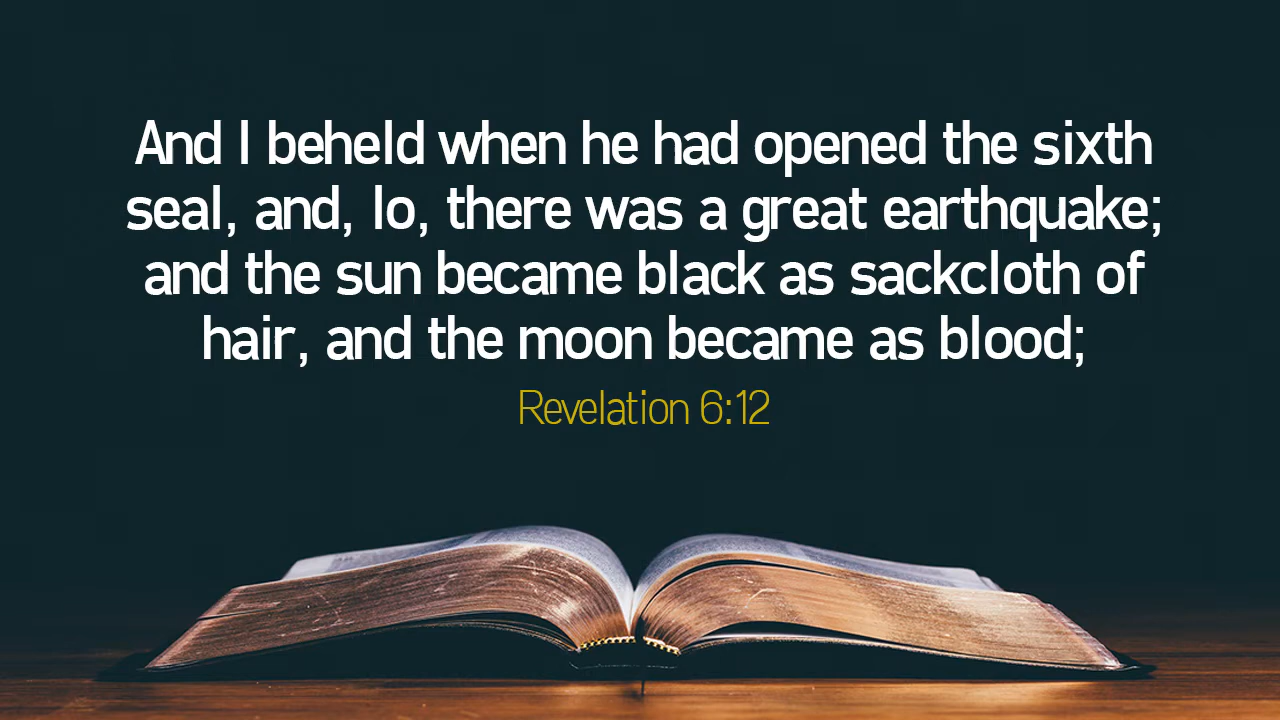 And I beheld when he had opened the sixth
seal, and, lo, there was a great earthquake;
and the sun became black as sackcloth of
hair, and the moon became as blood;
Revelation 6:12